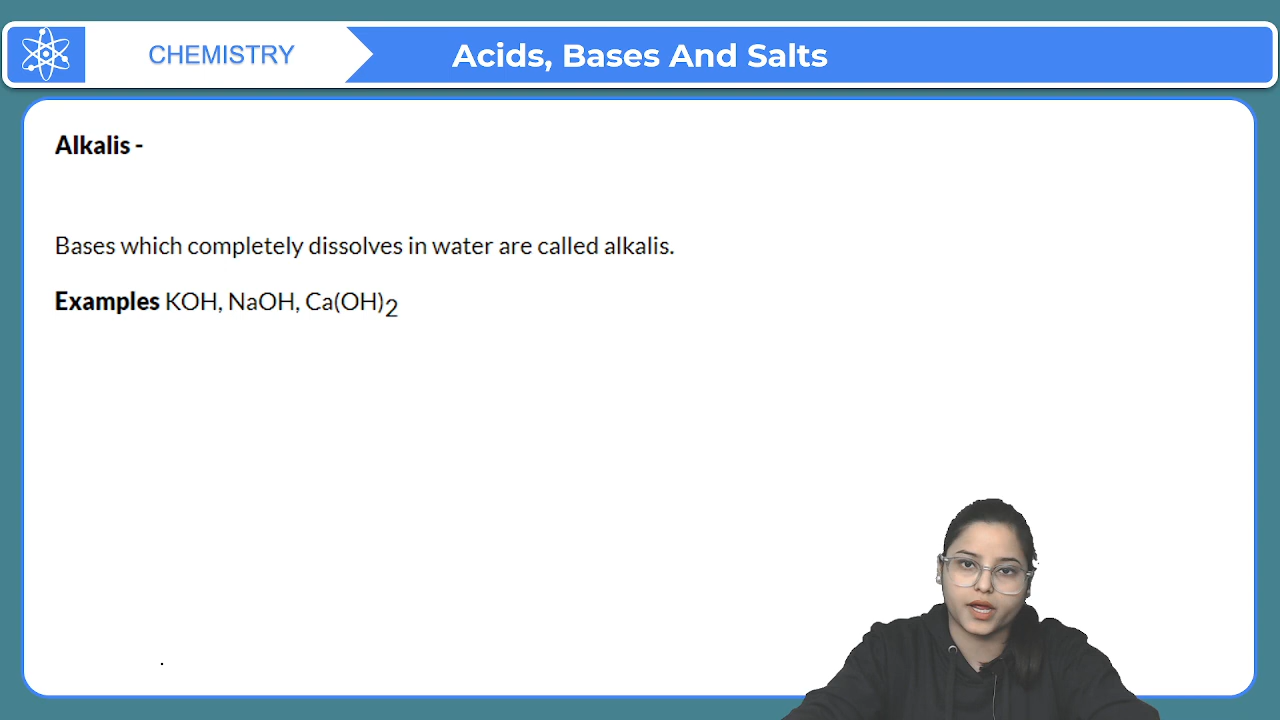 CHEMISTRY
Acids, Bases And Salts
Alkalis -
Bases which completely dissolves in water are called alkalis.
Examples KOH, NaOH, Ca(OH)2